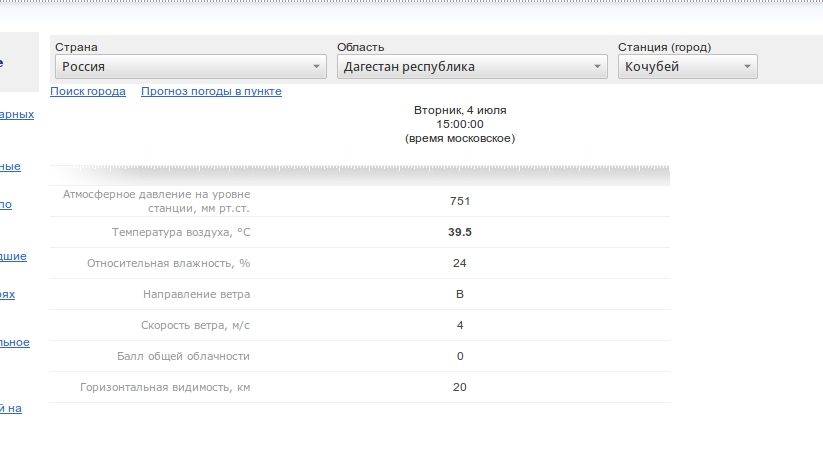 Страна
Область
Станция (город)
Россия
Дагестан республика
Кочубей
Поиск города
Прогноз погоды в пункте
Вторник, 4 июля
15:00:00
(время московское)
Атмосферное давление на уровне
станции, мм рт.ст.
751
Температура воздуха, °C
39.5
Относительная влажность, %
24
Направление ветра
В
Скорость ветра, м/с
4
Балл общей облачности
0
Горизонтальная видимость, км
20
е
арных
ные
по
дшие
рях
льное
й на